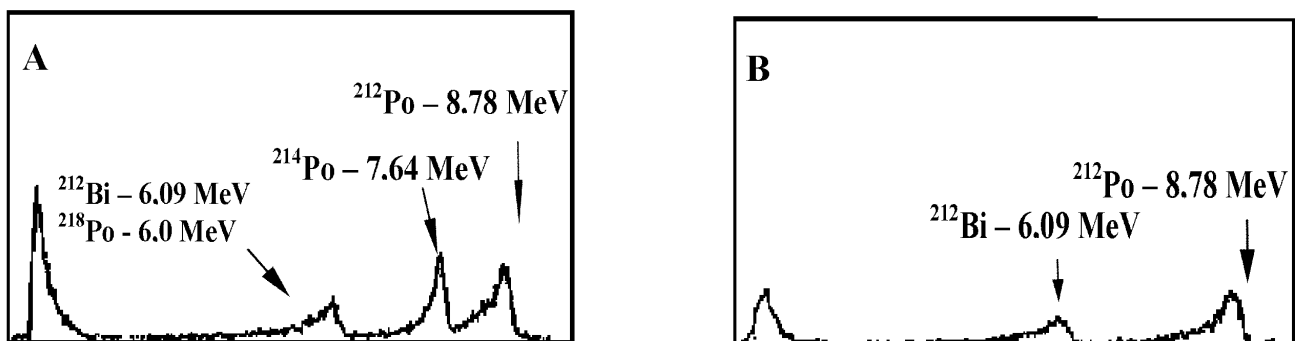 A
²¹²Po – 8.78 MeV
²¹⁴Po – 7.64 MeV
²¹²Bi – 6.09 MeV
²¹⁸Po - 6.0 MeV
B
²¹²Po – 8.78 MeV
²¹²Bi – 6.09 MeV